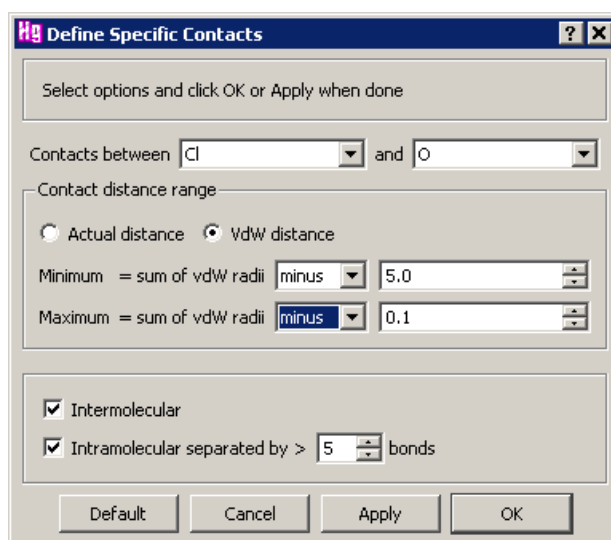 Hg Define Specific Contacts ? X
Select options and click OK or Apply when done
Contacts between Cl and O
Contact distance range
Actual distance VdW distance
Minimum = sum of vdW radii minus 5.0
Maximum = sum of vdW radii minus 0.1
Intermolecular
Intramolecular separated by > 5 bonds
Default Cancel Apply OK